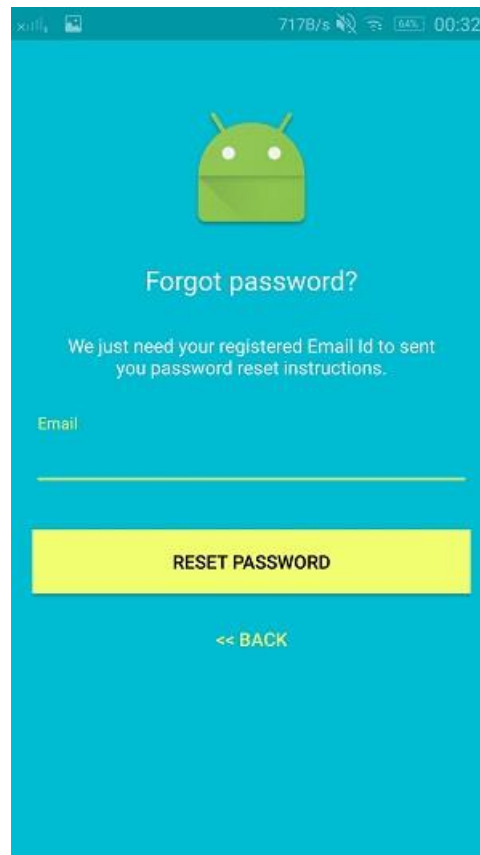 717B/s 64% 00:32
Forgot password?
We just need your registered Email Id to sent
you password reset instructions.
Email
RESET PASSWORD
<< BACK